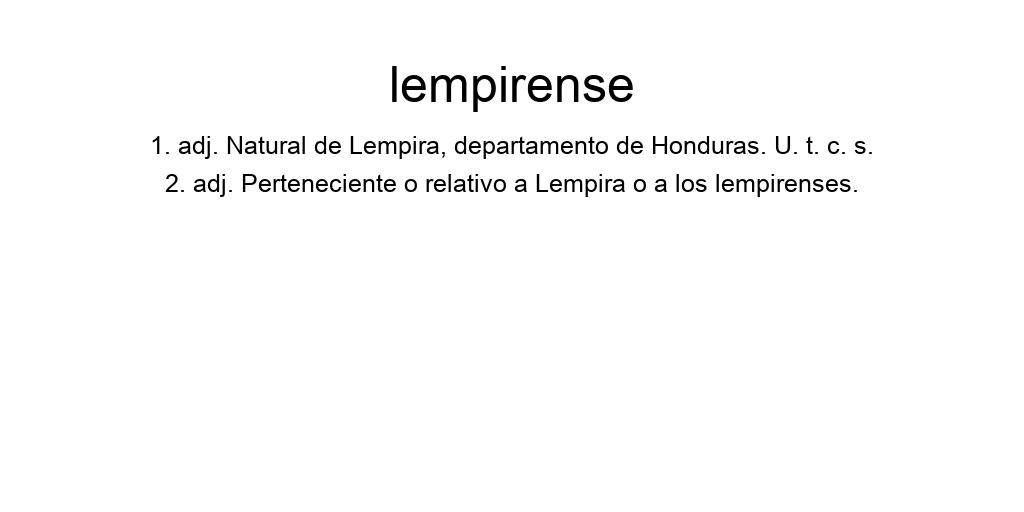 lempirense
1. adj. Natural de Lempira, departamento de Honduras. U. t. c. s.
2. adj. Perteneciente o relativo a Lempira o a los lempirenses.